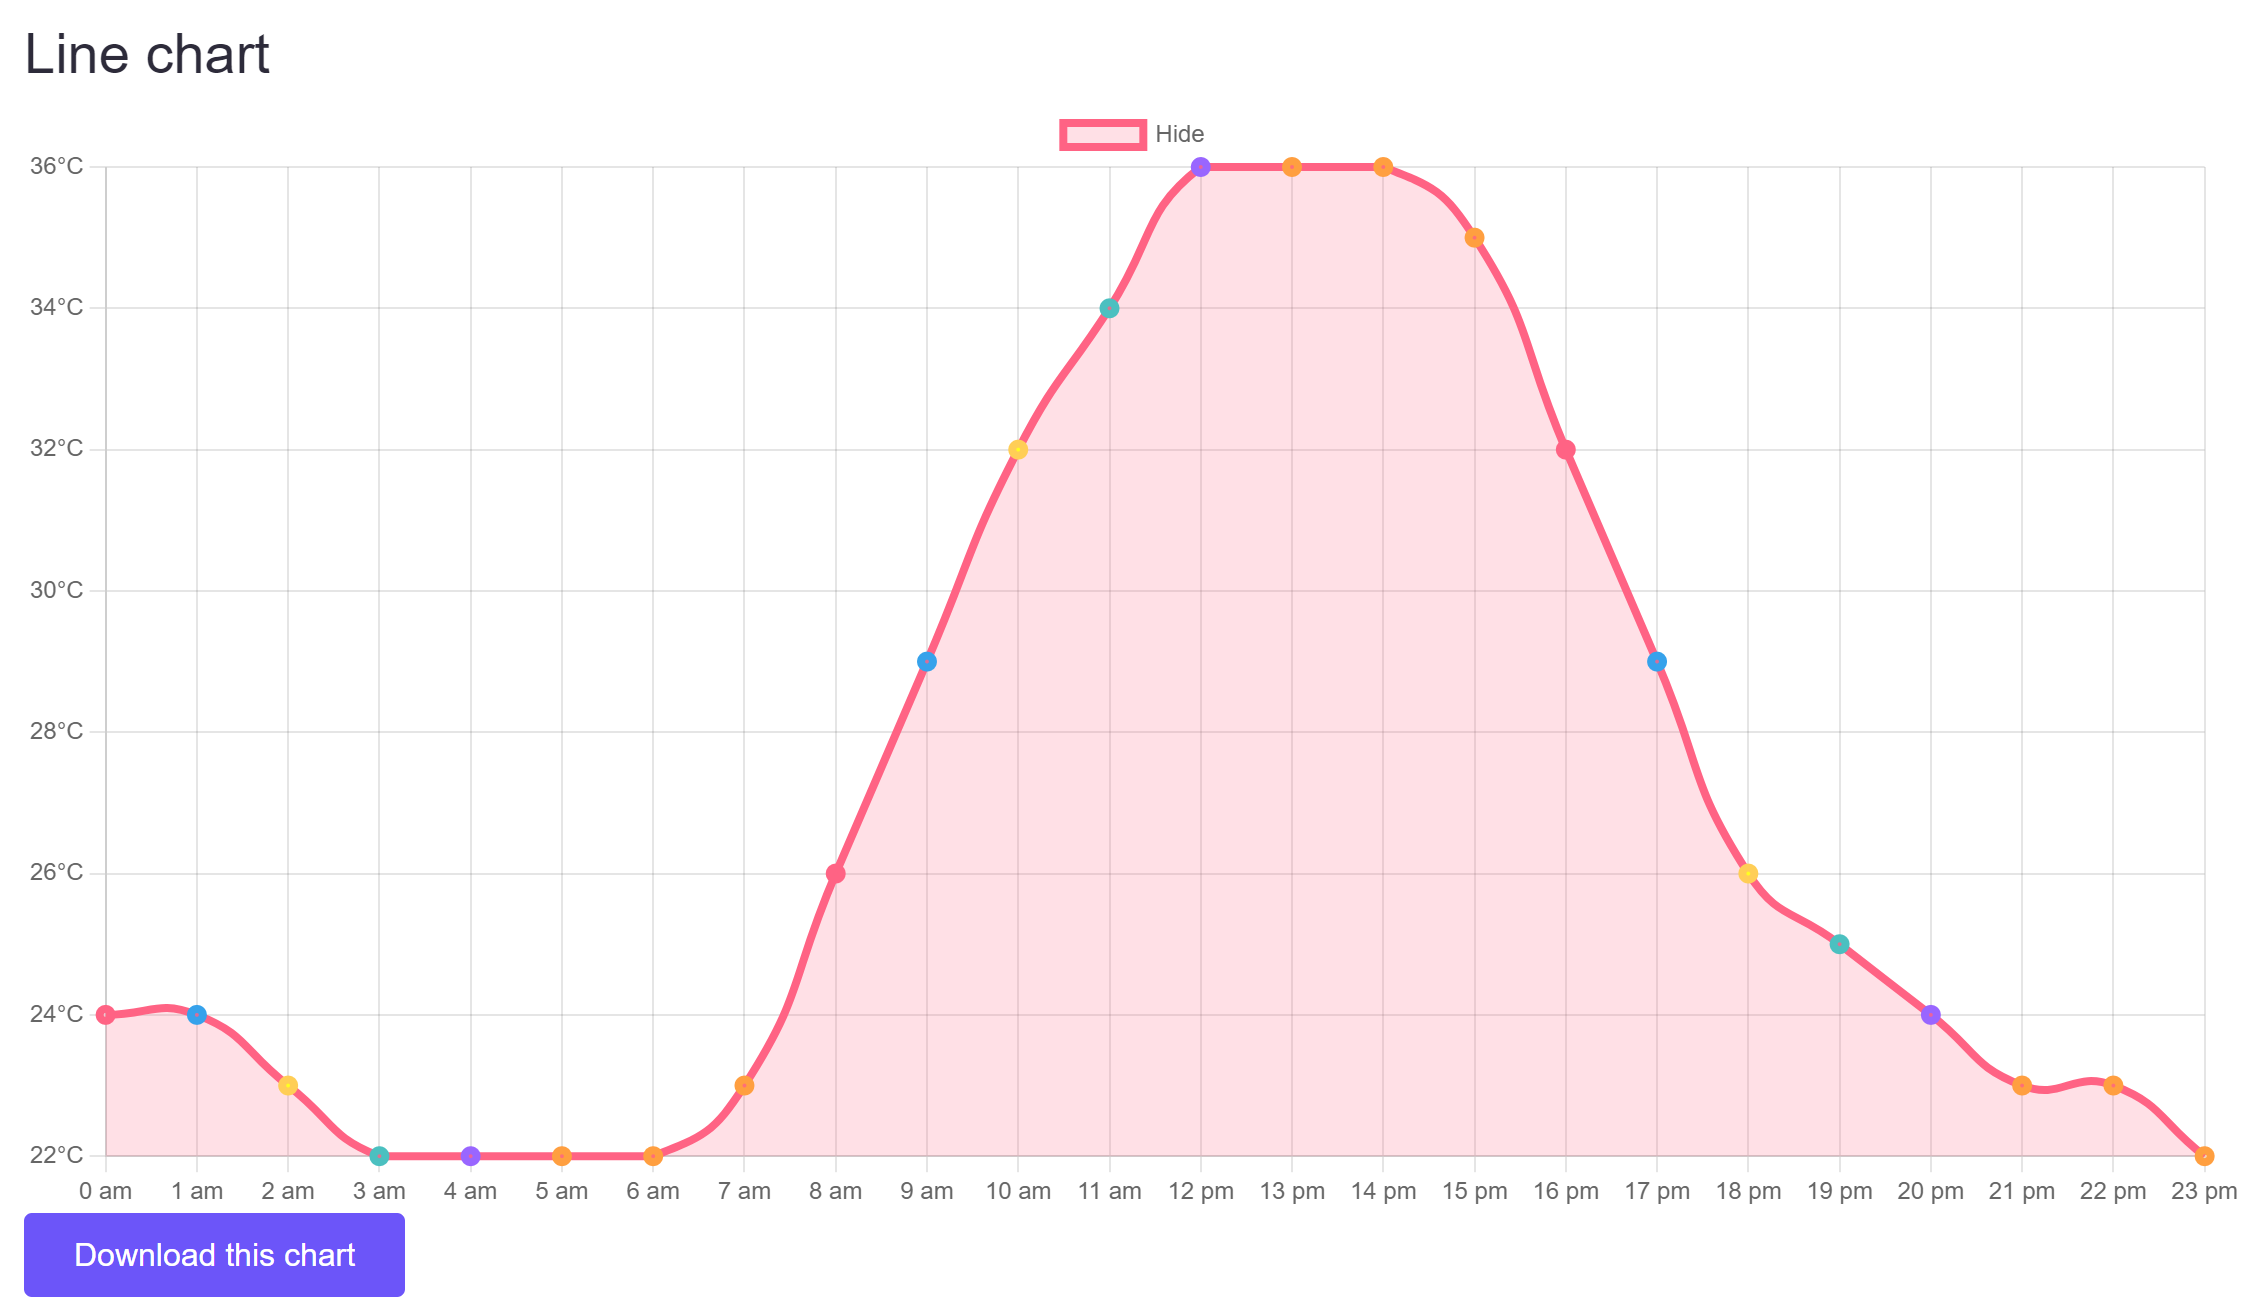 Line chart
Hide
36°C
34°C
32°C
30°C
28°C
26°C
24°C
22°C
0 am 1 am 2 am 3 am 4 am 5 am 6 am 7 am 8 am 9 am 10 am 11 am 12 pm 13 pm 14 pm 15 pm 16 pm 17 pm 18 pm 19 pm 20 pm 21 pm 22 pm 23 pm
Download this chart